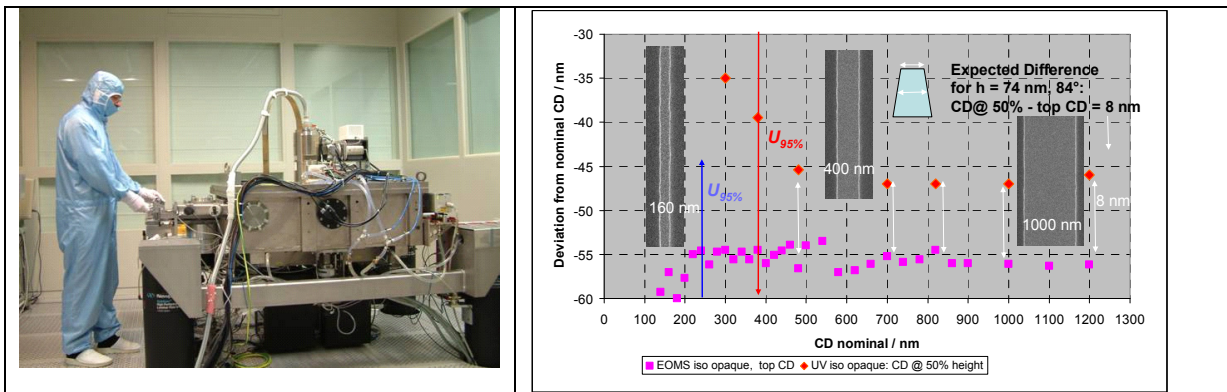 -30
-35
-40
-45
-50
-55
-60
Deviation from nominal CD / nm
Expected Difference
for h = 74 nm, 84°:
CD@ 50% - top CD = 8 nm
U95%
U95%
160 nm
400 nm
1000 nm
8 nm
0 100 200 300 400 500 600 700 800 900 1000 1100 1200 1300
CD nominal / nm
EOMS iso opaque, top CD UV iso opaque: CD @ 50% height